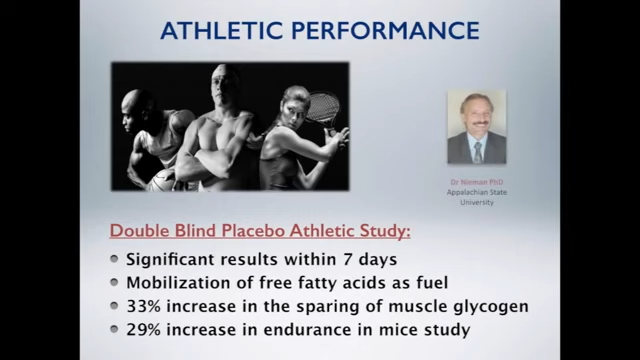 ATHLETIC PERFORMANCE
Dr Nieman PhD
Appalachian State
University
Double Blind Placebo Athletic Study:
Significant results within 7 days
Mobilization of free fatty acids as fuel
33% increase in the sparing of muscle glycogen
29% increase in endurance in mice study